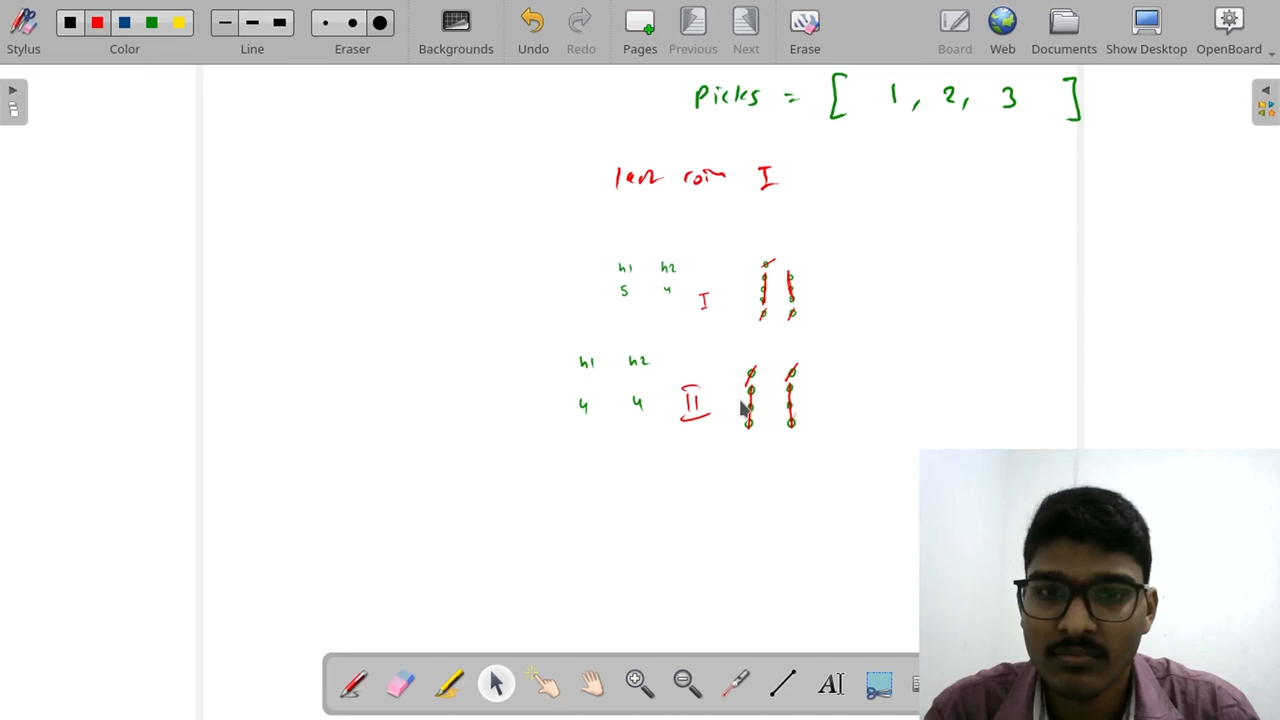 Stylus Color Line Eraser Backgrounds Undo Redo Pages Previous Next Erase Board Web Documents Show Desktop OpenBoard
Picks = [ 1, 2, 3 ]
last coin I
h1 h2
5 4 I
h1 h2
4 4 II